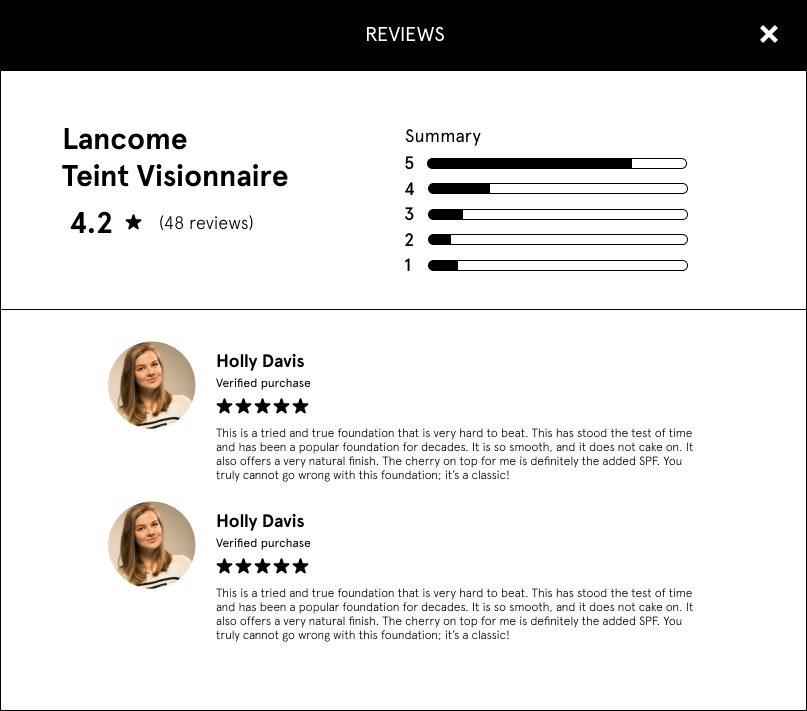 REVIEWS
Lancome
Teint Visionnaire
4.2 ★ (48 reviews)
Summary
5
4
3
2
1
Holly Davis
Verified purchase
★★★★★
This is a tried and true foundation that is very hard to beat. This has stood the test of time
and has been a popular foundation for decades. It is so smooth, and it does not cake on. It
also offers a very natural finish. The cherry on top for me is definitely the added SPF. You
truly cannot go wrong with this foundation; it’s a classic!
Holly Davis
Verified purchase
★★★★★
This is a tried and true foundation that is very hard to beat. This has stood the test of time
and has been a popular foundation for decades. It is so smooth, and it does not cake on. It
also offers a very natural finish. The cherry on top for me is definitely the added SPF. You
truly cannot go wrong with this foundation; it’s a classic!